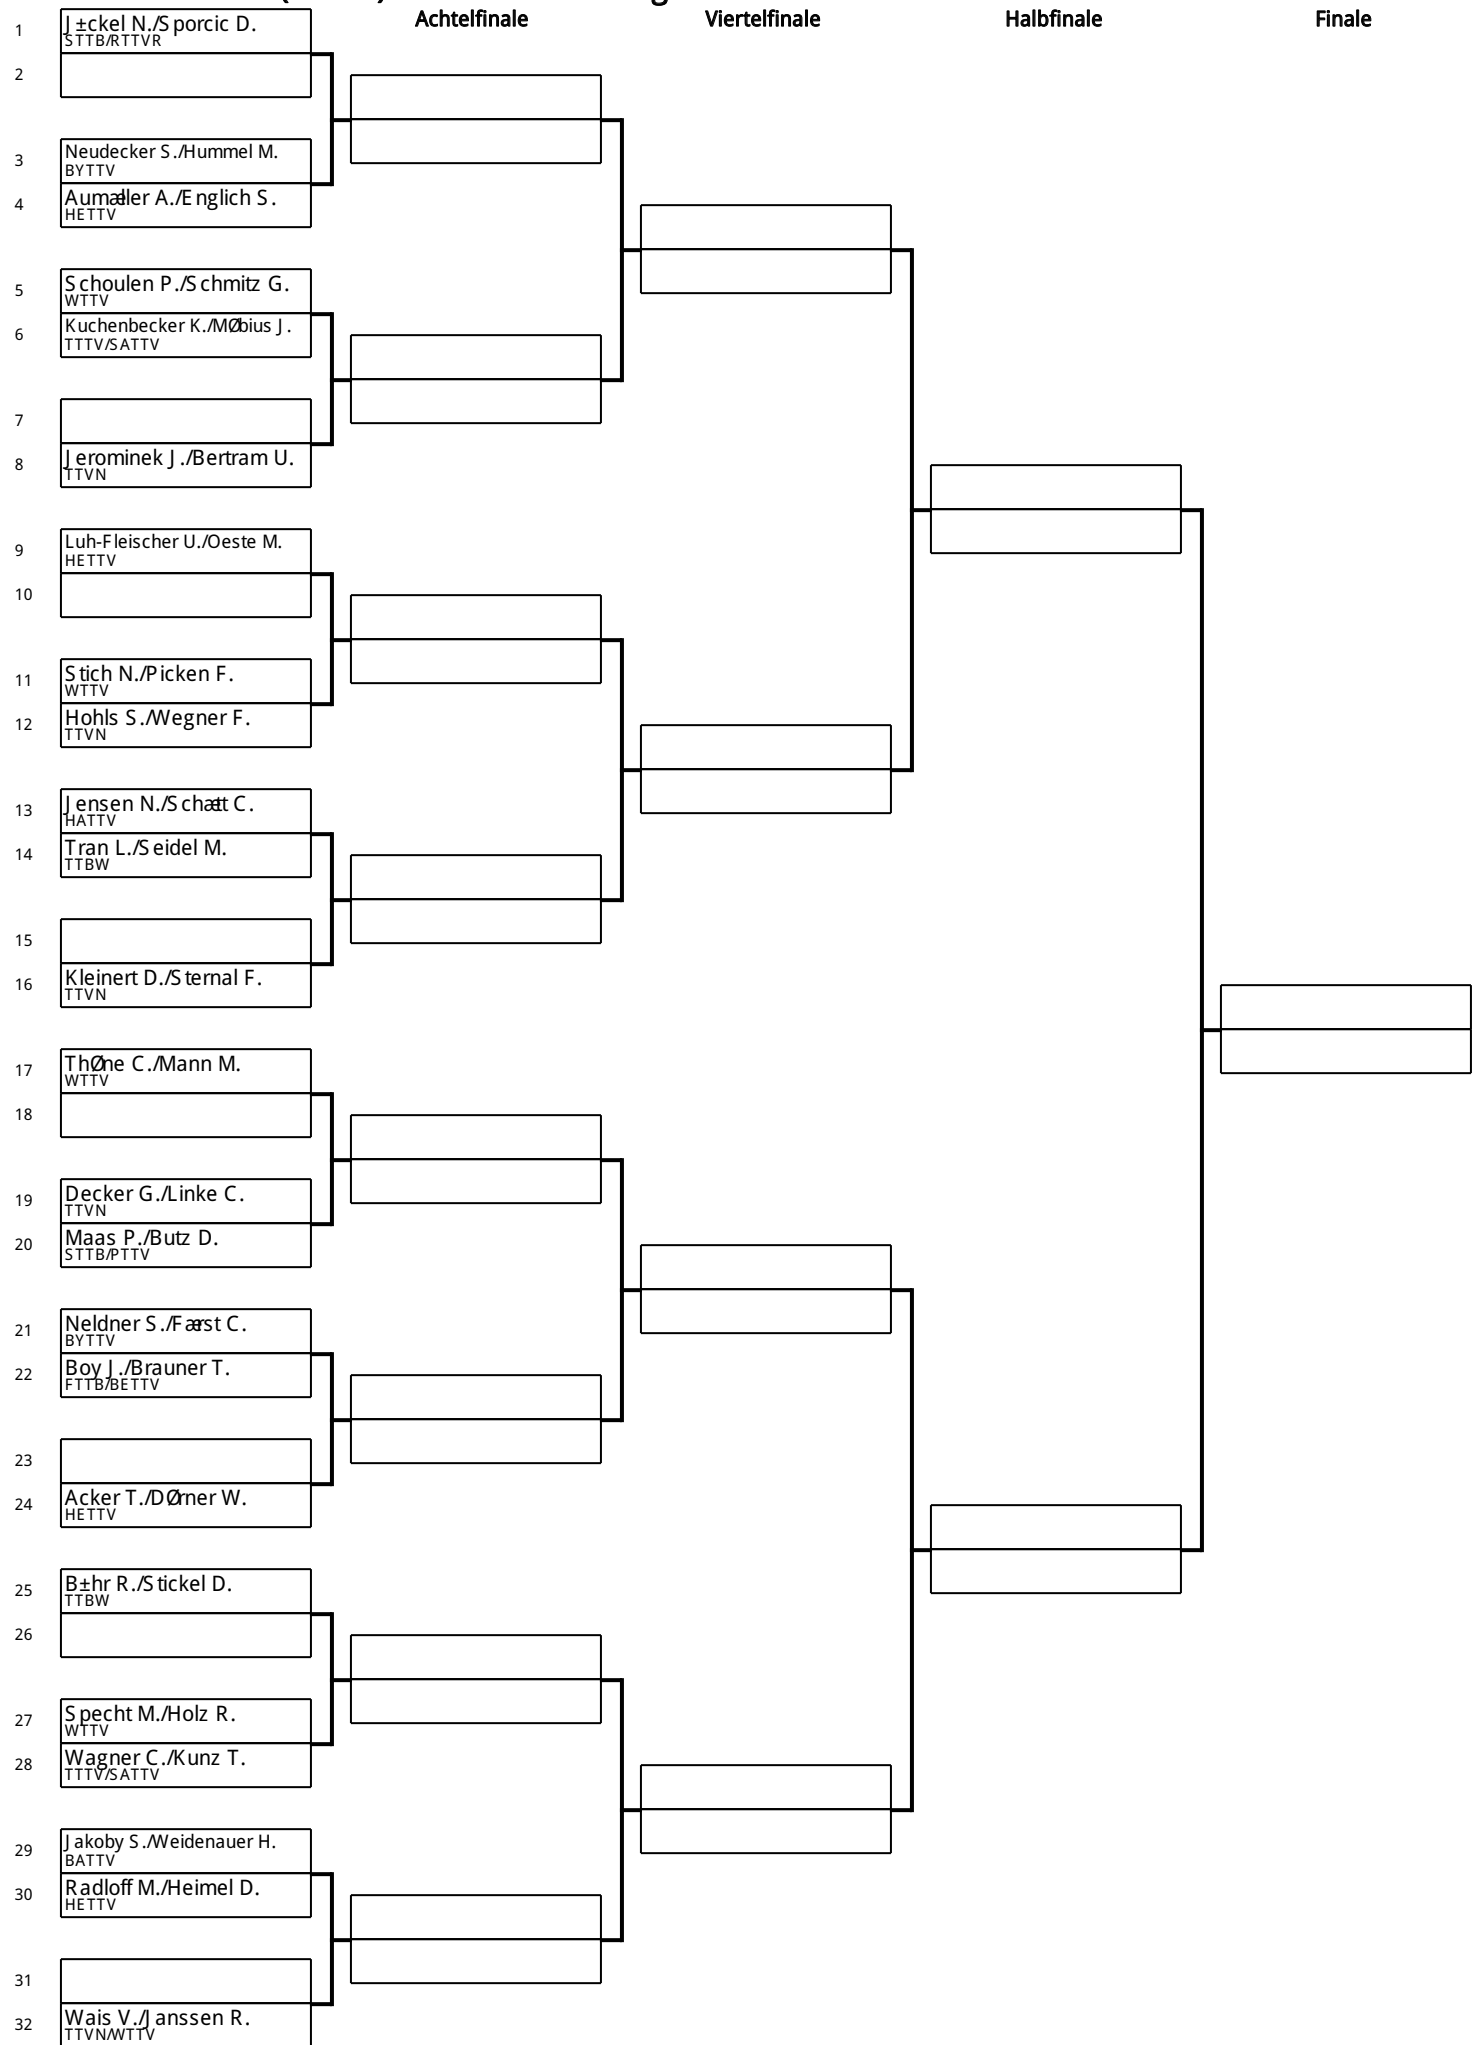 Achtelfinale Viertelfinale Halbfinale Finale
1 J±ckel N./Sporcic D.
STTB/RTTVR
2
3 Neudecker S./Hummel M.
BYTTV
4 Aumæller A./Englich S.
HETTV
5 Schoulen P./Schmitz G.
WTTV
6 Kuchenbecker K./MØbius J.
TTTV/SATTV
7
8 Jerominek J./Bertram U.
TTVN
9 Luh-Fleischer U./Oeste M.
HETTV
10
11 Stich N./Picken F.
WTTV
12 Hohls S./Wegner F.
TTVN
13 Jensen N./Schætt C.
HATTV
14 Tran L./Seidel M.
TTBW
15
16 Kleinert D./Sternal F.
TTVN
17 ThØne C./Mann M.
WTTV
18
19 Decker G./Linke C.
TTVN
20 Maas P./Butz D.
STTB/PTTV
21 Neldner S./Færst C.
BYTTV
22 Boy J./Brauner T.
FTTB/BETTV
23
24 Acker T./DØrner W.
HETTV
25 B±hr R./Stickel D.
TTBW
26
27 Specht M./Holz R.
WTTV
28 Wagner C./Kunz T.
TTTV/SATTV
29 Jakoby S./Weidenauer H.
BATTV
30 Radloff M./Heimel D.
HETTV
31
32 Wais V./Janssen R.
TTVN/WTTV